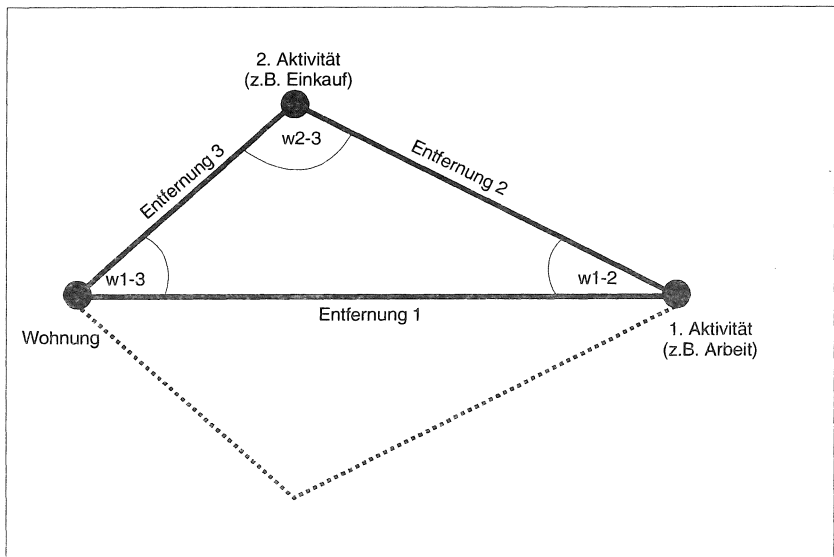 2. Aktivität
(z.B. Einkauf)
w2-3
Entfernung 3
Entfernung 2
w1-3
w1-2
Entfernung 1
Wohnung
1. Aktivität
(z.B. Arbeit)